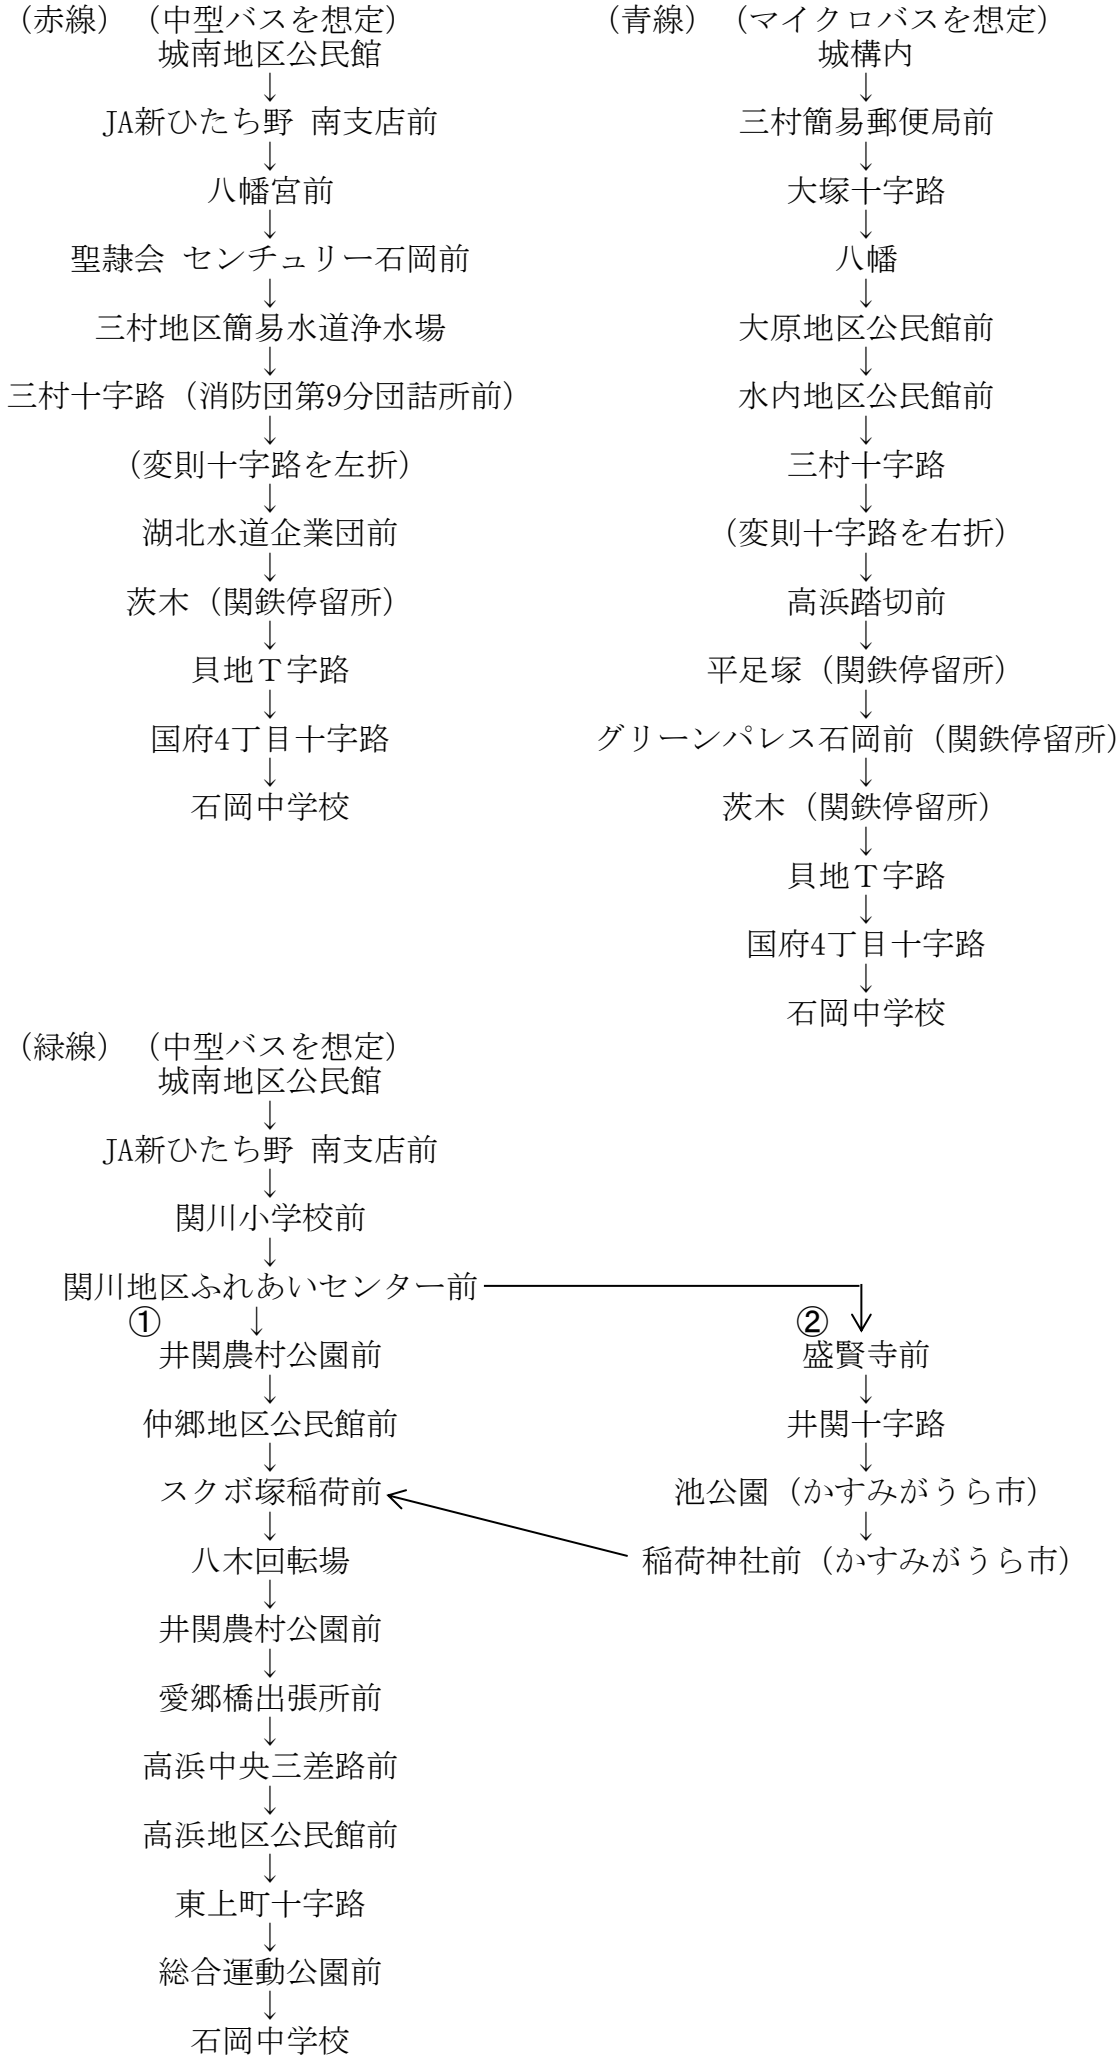 （赤線）（中型バスを想定）
城南地区公民館
↓
JA新ひたち野 南支店前
↓
八幡宮前
↓
聖隷会 センチュリー石岡前
↓
三村地区簡易水道浄水場
↓
三村十字路（消防団第9分団詰所前）
↓
（変則十字路を左折）
↓
湖北水道企業団前
↓
茨木（関鉄停留所）
↓
貝地Ｔ字路
↓
国府4丁目十字路
↓
石岡中学校
（青線）（マイクロバスを想定）
城構内
↓
三村簡易郵便局前
↓
大塚十字路
↓
八幡
↓
大原地区公民館前
↓
水内地区公民館前
↓
三村十字路
↓
（変則十字路を右折）
↓
高浜踏切前
↓
平足塚（関鉄停留所）
↓
グリーンパレス石岡前（関鉄停留所）
↓
茨木（関鉄停留所）
↓
貝地Ｔ字路
↓
国府4丁目十字路
↓
石岡中学校
（緑線）（中型バスを想定）
城南地区公民館
↓
JA新ひたち野 南支店前
↓
関川小学校前
↓
関川地区ふれあいセンター前
① ↓
井関農村公園前
↓
仲郷地区公民館前
↓
スクボ塚稲荷前
↓
八木回転場
↓
井関農村公園前
↓
愛郷橋出張所前
↓
高浜中央三差路前
↓
高浜地区公民館前
↓
東上町十字路
↓
総合運動公園前
↓
石岡中学校
②
盛賢寺前
↓
井関十字路
↓
池公園（かすみがうら市）
↓
稲荷神社前（かすみがうら市）